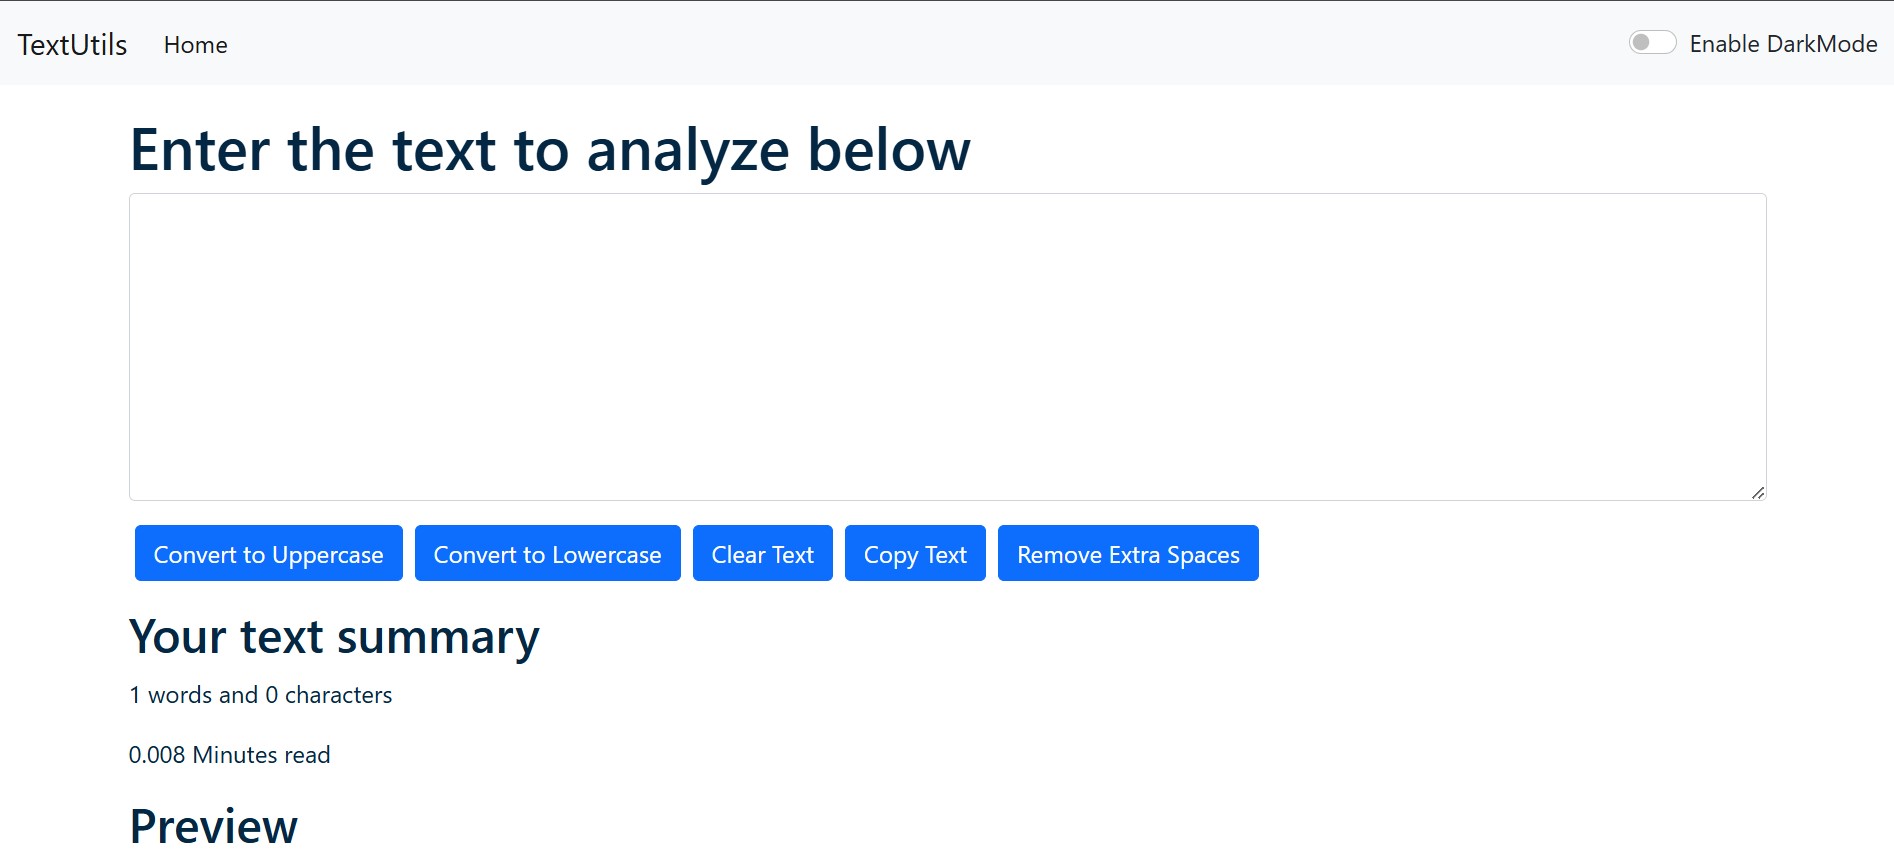 TextUtils Home Enable DarkMode
Enter the text to analyze below
Convert to Uppercase Convert to Lowercase Clear Text Copy Text Remove Extra Spaces
Your text summary
1 words and 0 characters
0.008 Minutes read
Preview